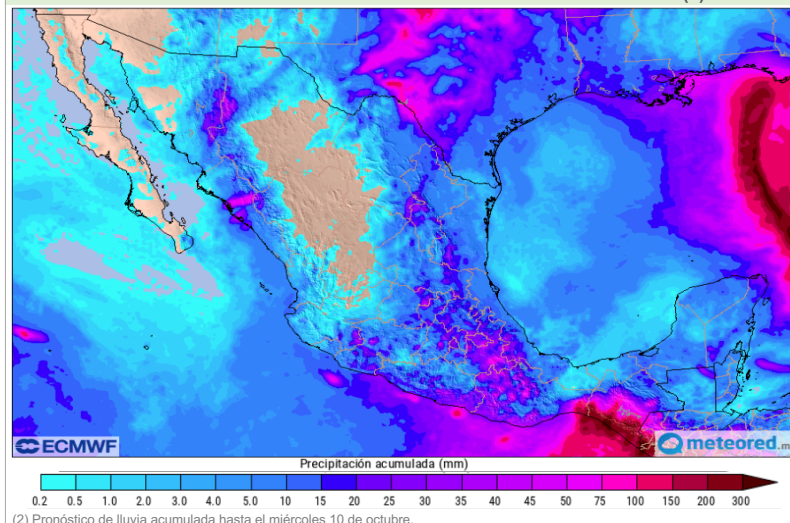 ECMWF
meteored.m
Precipitación acumulada (mm)
0.2 0.5 1.0 2.0 3.0 4.0 5.0 10 15 20 25 30 35 40 45 50 75 100 150 200 300
(2) Pronóstico de lluvia acumulada hasta el miércoles 10 de octubre.